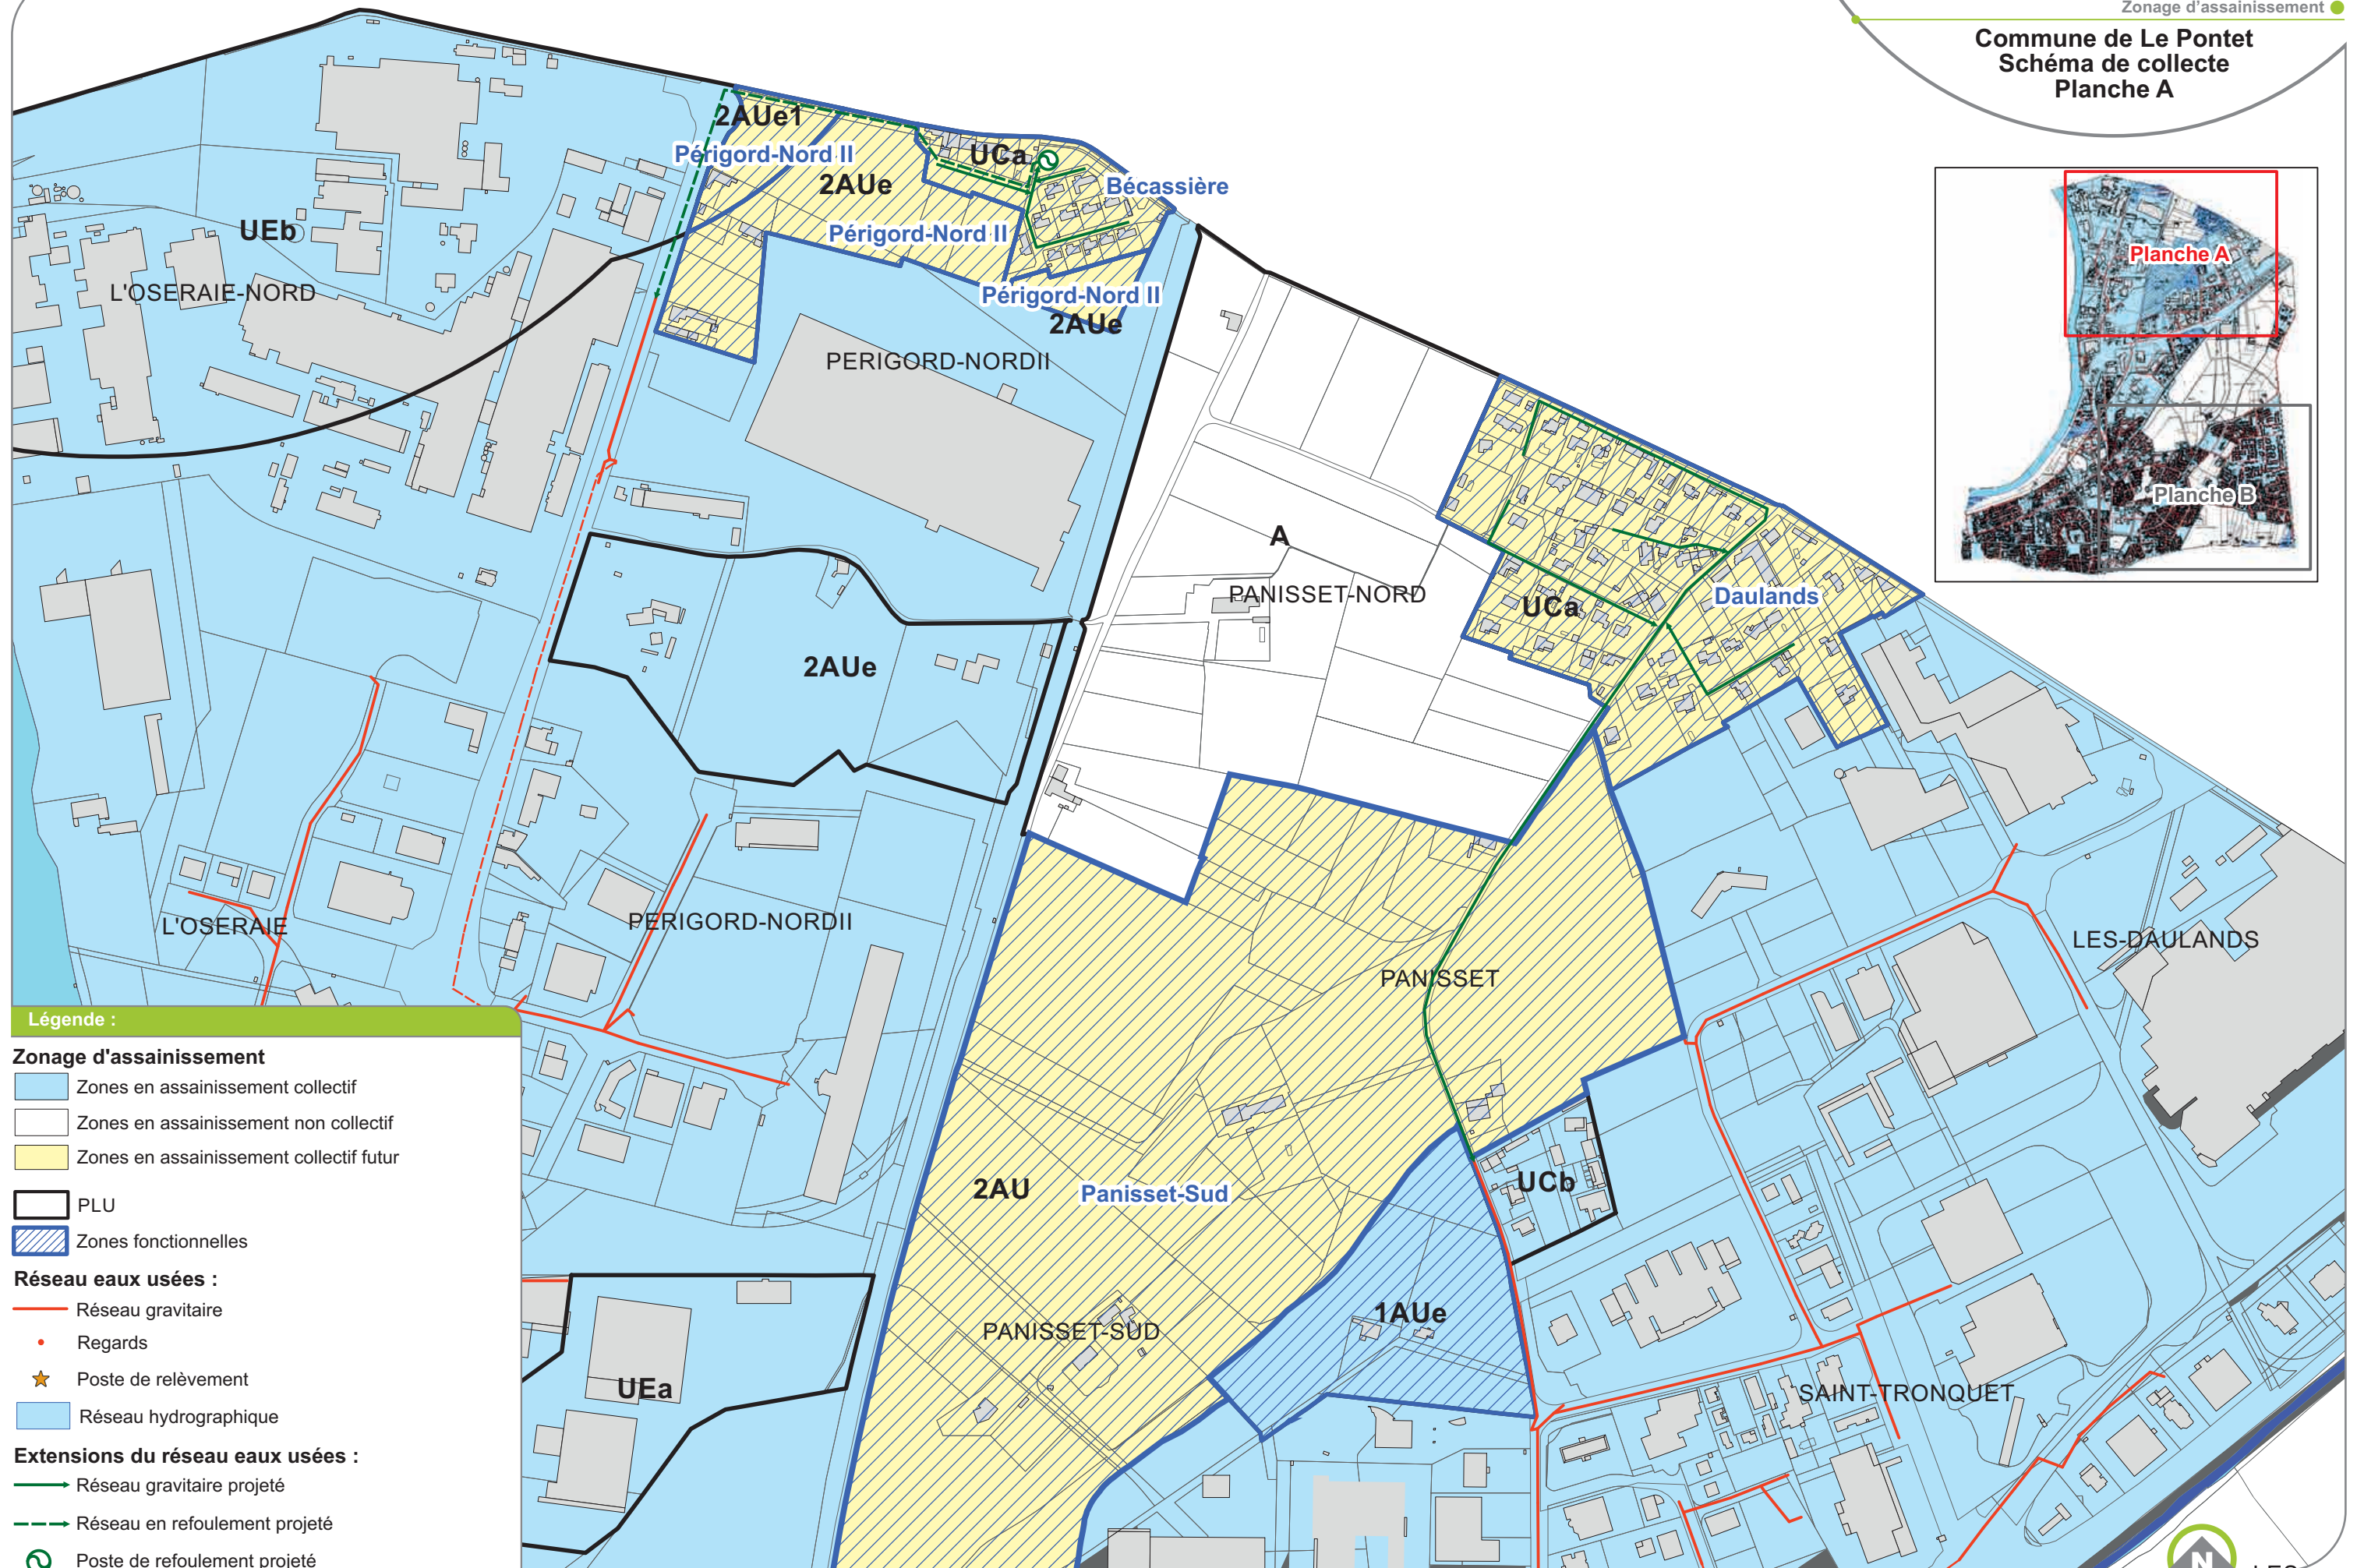 Zonage d'assainissement
Commune de Le Pontet
Schéma de collecte
Planche A
Planche A
Planche B
2AUe1
Périgord-Nord II
2AUe
UCa
Bécassière
Périgord-Nord II
UEb
L'OSERAIE-NORD
Périgord-Nord II
2AUe
PERIGORD-NORDII
A
PANISSET-NORD
UCa
Daulands
2AUe
L'OSERAIE
PERIGORD-NORDII
PANISSET
LES-DAULANDS
2AU
Panisset-Sud
UCb
1AUe
PANISSET-SUD
UEa
SAINT-TRONQUET
Légende :
Zonage d'assainissement
Zones en assainissement collectif
Zones en assainissement non collectif
Zones en assainissement collectif futur
PLU
Zones fonctionnelles
Réseau eaux usées :
Réseau gravitaire
Regards
Poste de relèvement
Réseau hydrographique
Extensions du réseau eaux usées :
Réseau gravitaire projeté
Réseau en refoulement projeté
Poste de refoulement projeté
N
LES